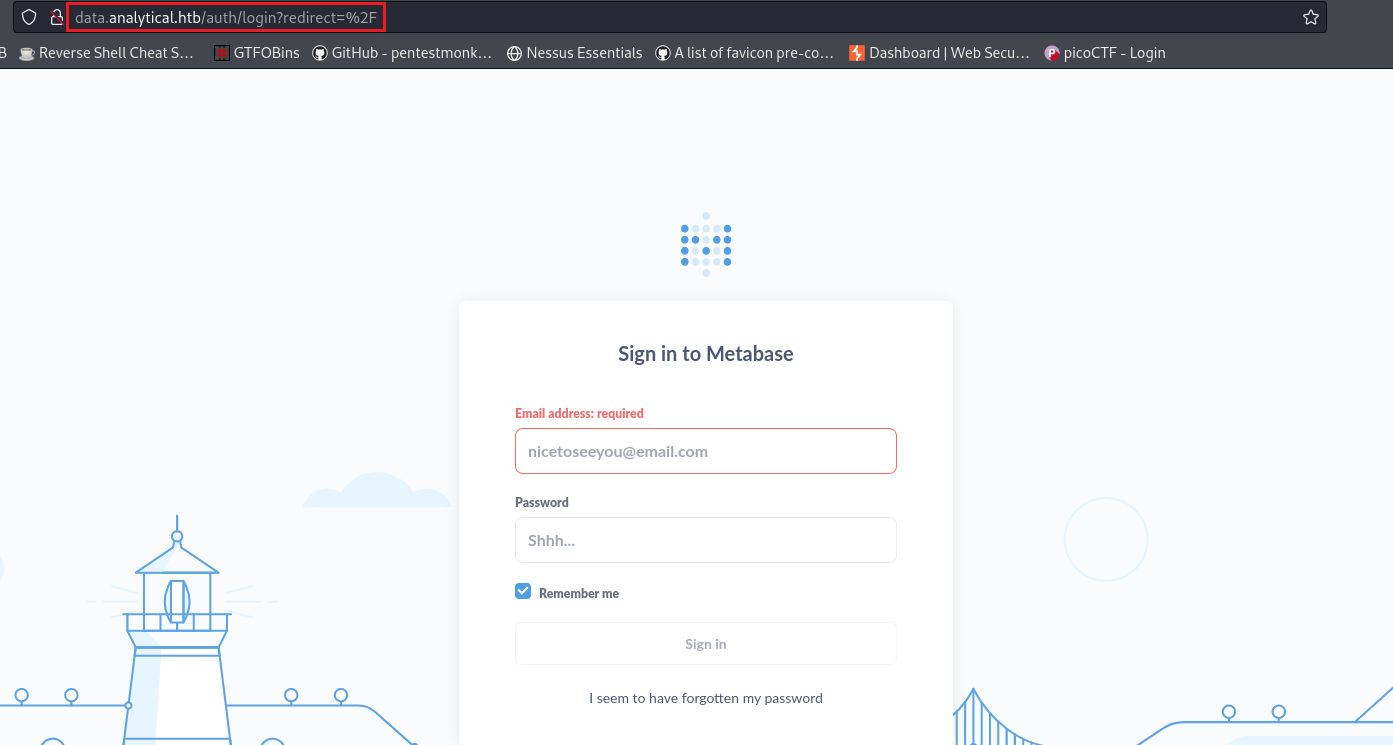 data.analytical.htb/auth/login?redirect=%2F
B Reverse Shell Cheat S... GTFOBins GitHub - pentestmonk... Nessus Essentials A list of favicon pre-co... Dashboard | Web Secu... picoCTF - Login
Sign in to Metabase
Email address: required
nicetoseeyou@email.com
Password
Shhh...
Remember me
Sign in
I seem to have forgotten my password